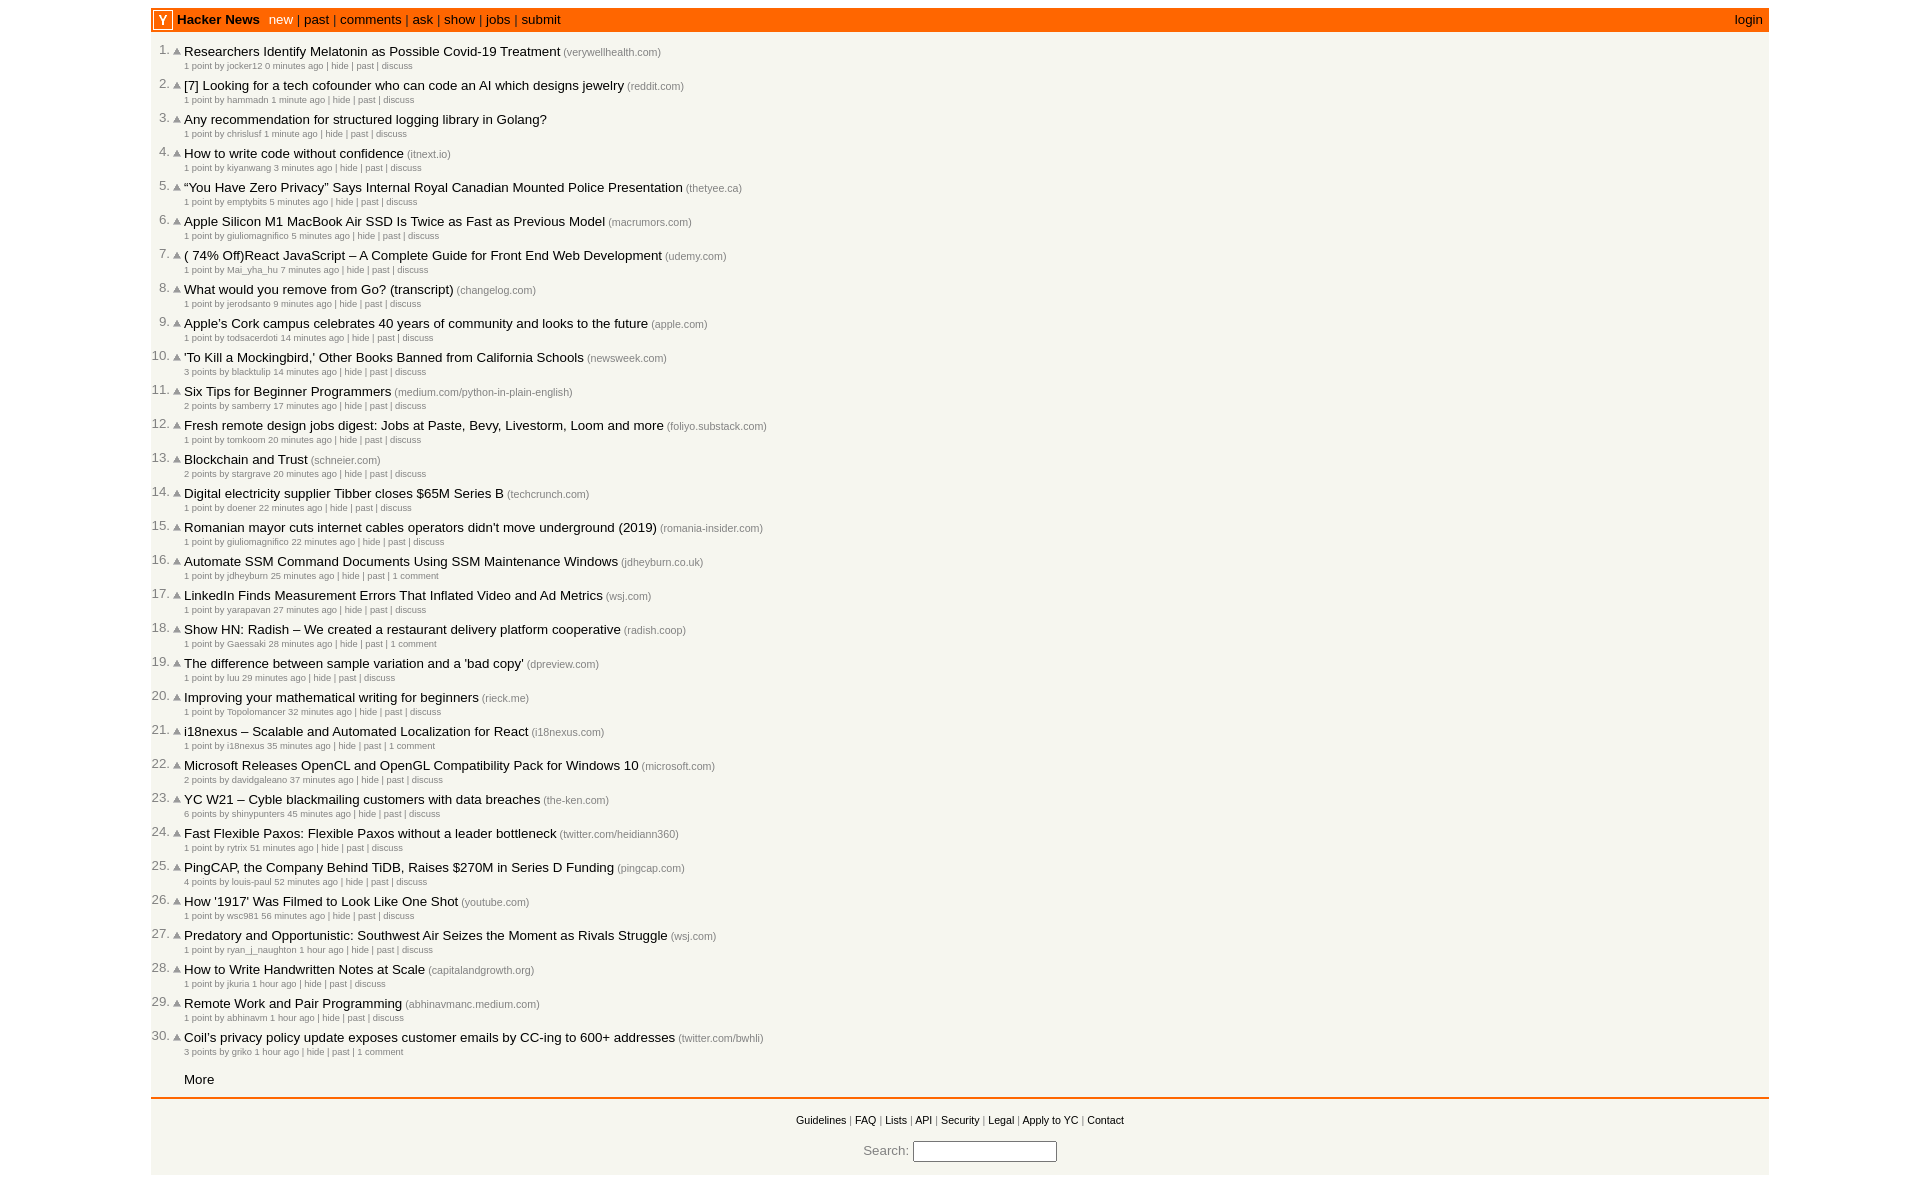 Y Hacker News new | past | comments | ask | show | jobs | submit login
1. Researchers Identify Melatonin as Possible Covid-19 Treatment (verywellhealth.com)
1 point by jocker12 0 minutes ago | hide | past | discuss
2. [7] Looking for a tech cofounder who can code an AI which designs jewelry (reddit.com)
1 point by hammadn 1 minute ago | hide | past | discuss
3. Any recommendation for structured logging library in Golang?
1 point by chrislusf 1 minute ago | hide | past | discuss
4. How to write code without confidence (itnext.io)
1 point by kiyanwang 3 minutes ago | hide | past | discuss
5. “You Have Zero Privacy” Says Internal Royal Canadian Mounted Police Presentation (thetyee.ca)
1 point by emptybits 5 minutes ago | hide | past | discuss
6. Apple Silicon M1 MacBook Air SSD Is Twice as Fast as Previous Model (macrumors.com)
1 point by giuliomagnifico 5 minutes ago | hide | past | discuss
7. ( 74% Off)React JavaScript – A Complete Guide for Front End Web Development (udemy.com)
1 point by Mai_yha_hu 7 minutes ago | hide | past | discuss
8. What would you remove from Go? (transcript) (changelog.com)
1 point by jerodsanto 9 minutes ago | hide | past | discuss
9. Apple’s Cork campus celebrates 40 years of community and looks to the future (apple.com)
1 point by todsacerdoti 14 minutes ago | hide | past | discuss
10. 'To Kill a Mockingbird,' Other Books Banned from California Schools (newsweek.com)
3 points by blacktulip 14 minutes ago | hide | past | discuss
11. Six Tips for Beginner Programmers (medium.com/python-in-plain-english)
2 points by samberry 17 minutes ago | hide | past | discuss
12. Fresh remote design jobs digest: Jobs at Paste, Bevy, Livestorm, Loom and more (foliyo.substack.com)
1 point by tomkoom 20 minutes ago | hide | past | discuss
13. Blockchain and Trust (schneier.com)
2 points by stargrave 20 minutes ago | hide | past | discuss
14. Digital electricity supplier Tibber closes $65M Series B (techcrunch.com)
1 point by doener 22 minutes ago | hide | past | discuss
15. Romanian mayor cuts internet cables operators didn't move underground (2019) (romania-insider.com)
1 point by giuliomagnifico 22 minutes ago | hide | past | discuss
16. Automate SSM Command Documents Using SSM Maintenance Windows (jdheyburn.co.uk)
1 point by jdheyburn 25 minutes ago | hide | past | 1 comment
17. LinkedIn Finds Measurement Errors That Inflated Video and Ad Metrics (wsj.com)
1 point by yarapavan 27 minutes ago | hide | past | discuss
18. Show HN: Radish – We created a restaurant delivery platform cooperative (radish.coop)
1 point by Gaessaki 28 minutes ago | hide | past | 1 comment
19. The difference between sample variation and a 'bad copy' (dpreview.com)
1 point by luu 29 minutes ago | hide | past | discuss
20. Improving your mathematical writing for beginners (rieck.me)
1 point by Topolomancer 32 minutes ago | hide | past | discuss
21. i18nexus – Scalable and Automated Localization for React (i18nexus.com)
1 point by i18nexus 35 minutes ago | hide | past | 1 comment
22. Microsoft Releases OpenCL and OpenGL Compatibility Pack for Windows 10 (microsoft.com)
2 points by davidgaleano 37 minutes ago | hide | past | discuss
23. YC W21 – Cyble blackmailing customers with data breaches (the-ken.com)
6 points by shinypunters 45 minutes ago | hide | past | discuss
24. Fast Flexible Paxos: Flexible Paxos without a leader bottleneck (twitter.com/heidiann360)
1 point by rytrix 51 minutes ago | hide | past | discuss
25. PingCAP, the Company Behind TiDB, Raises $270M in Series D Funding (pingcap.com)
4 points by louis-paul 52 minutes ago | hide | past | discuss
26. How '1917' Was Filmed to Look Like One Shot (youtube.com)
1 point by wsc981 56 minutes ago | hide | past | discuss
27. Predatory and Opportunistic: Southwest Air Seizes the Moment as Rivals Struggle (wsj.com)
1 point by ryan_j_naughton 1 hour ago | hide | past | discuss
28. How to Write Handwritten Notes at Scale (capitalandgrowth.org)
1 point by jkuria 1 hour ago | hide | past | discuss
29. Remote Work and Pair Programming (abhinavmanc.medium.com)
1 point by abhinavm 1 hour ago | hide | past | discuss
30. Coil’s privacy policy update exposes customer emails by CC-ing to 600+ addresses (twitter.com/bwhli)
3 points by griko 1 hour ago | hide | past | 1 comment
More
Guidelines | FAQ | Lists | API | Security | Legal | Apply to YC | Contact
Search: